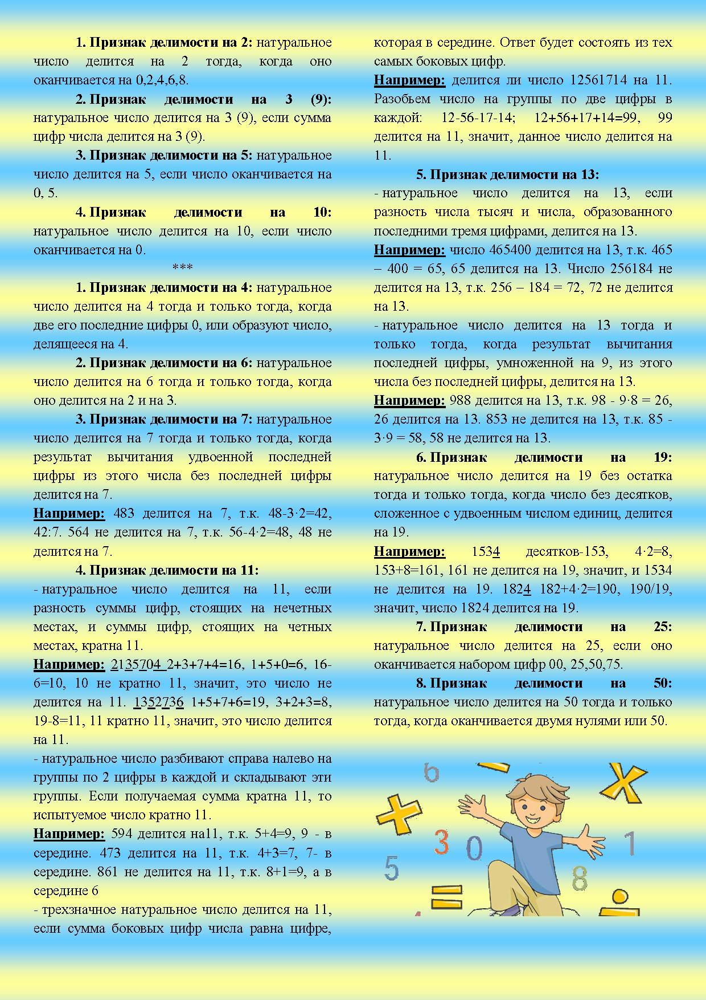 1. Признак делимости на 2: натуральное
число делится на 2 тогда, когда оно
оканчивается на 0,2,4,6,8.
2. Признак делимости на 3 (9):
натуральное число делится на 3 (9), если сумма
цифр числа делится на 3 (9).
3. Признак делимости на 5: натуральное
число делится на 5, если число оканчивается на
0, 5.
4. Признак делимости на 10:
натуральное число делится на 10, если число
оканчивается на 0.
***
1. Признак делимости на 4: натуральное
число делится на 4 тогда и только тогда, когда
две его последние цифры 0, или образуют число,
делящееся на 4.
2. Признак делимости на 6: натуральное
число делится на 6 тогда и только тогда, когда
оно делится на 2 и на 3.
3. Признак делимости на 7: натуральное
число делится на 7 тогда и только тогда, когда
результат вычитания удвоенной последней
цифры из этого числа без последней цифры
делится на 7.
Например: 483 делится на 7, т.к. 48-3·2=42,
42:7. 564 не делится на 7, т.к. 56-4·2=48, 48 не
делится на 7.
4. Признак делимости на 11:
- натуральное число делится на 11, если
разность суммы цифр, стоящих на нечетных
местах, и суммы цифр, стоящих на четных
местах, кратна 11.
Например: 2135704 2+3+7+4=16, 1+5+0=6, 16-
6=10, 10 не кратно 11, значит, это число не
делится на 11. 1352736 1+5+7+6=19, 3+2+3=8,
19-8=11, 11 кратно 11, значит, это число делится
на 11.
- натуральное число разбивают справа налево на
группы по 2 цифры в каждой и складывают эти
группы. Если получаемая сумма кратна 11, то
испытуемое число кратно 11.
Например: 594 делится на11, т.к. 5+4=9, 9 - в
середине. 473 делится на 11, т.к. 4+3=7, 7- в
середине. 861 не делится на 11, т.к. 8+1=9, а в
середине 6
- трехзначное натуральное число делится на 11,
если сумма боковых цифр числа равна цифре,
которая в середине. Ответ будет состоять из тех
самых боковых цифр.
Например: делится ли число 12561714 на 11.
Разобьем число на группы по две цифры в
каждой: 12-56-17-14; 12+56+17+14=99, 99
делится на 11, значит, данное число делится на
11.
5. Признак делимости на 13:
- натуральное число делится на 13, если
разность числа тысяч и числа, образованного
последними тремя цифрами, делится на 13.
Например: число 465400 делится на 13, т.к. 465
– 400 = 65, 65 делится на 13. Число 256184 не
делится на 13, т.к. 256 – 184 = 72, 72 не делится
на 13.
- натуральное число делится на 13 тогда и
только тогда, когда результат вычитания
последней цифры, умноженной на 9, из этого
числа без последней цифры, делится на 13.
Например: 988 делится на 13, т.к. 98 - 9·8 = 26,
26 делится на 13. 853 не делится на 13, т.к. 85 -
3·9 = 58, 58 не делится на 13.
6. Признак делимости на 19:
натуральное число делится на 19 без остатка
тогда и только тогда, когда число без десятков,
сложенное с удвоенным числом единиц, делится
на 19.
Например: 1534 десятков-153, 4·2=8,
153+8=161, 161 не делится на 19, значит, и 1534
не делится на 19. 1824 182+4·2=190, 190/19,
значит, число 1824 делится на 19.
7. Признак делимости на 25:
натуральное число делится на 25, если оно
оканчивается набором цифр 00, 25,50,75.
8. Признак делимости на 50:
натуральное число делится на 50 тогда и только
тогда, когда оканчивается двумя нулями или 50.
6
3 0 1
5 8